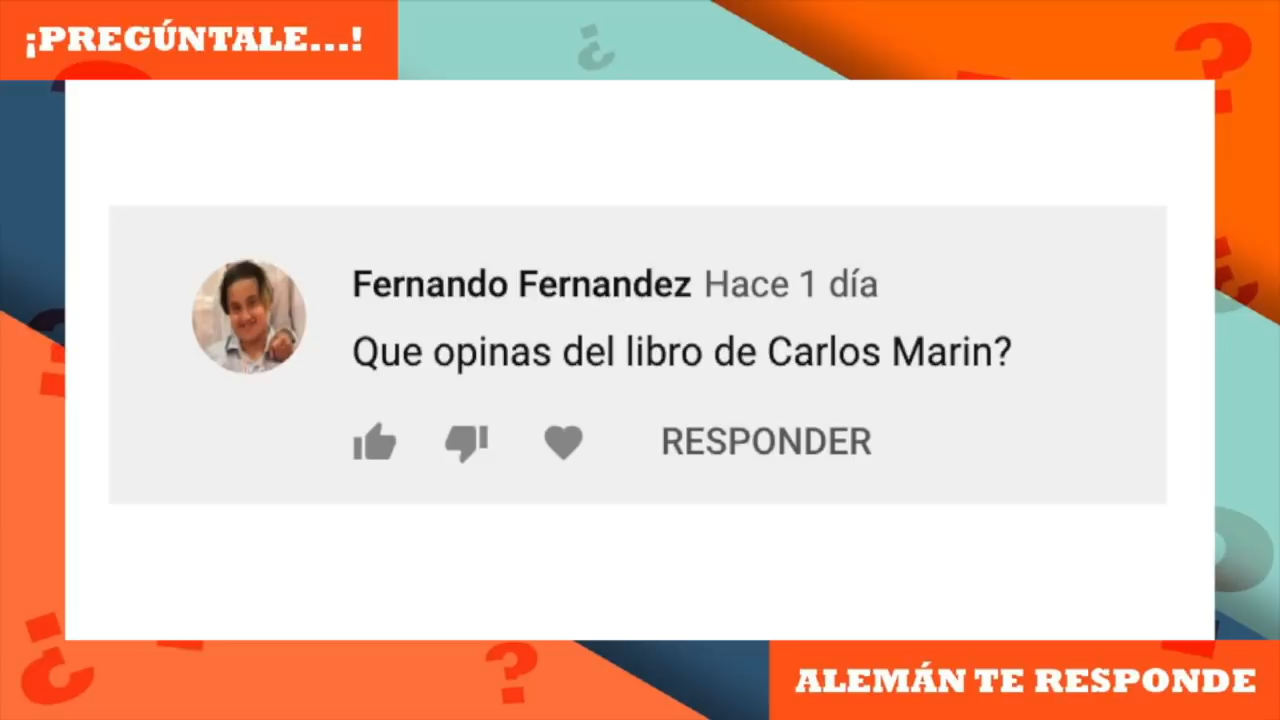 ¡PREGÚNTALE...!
Fernando Fernandez Hace 1 día
Que opinas del libro de Carlos Marin?
RESPONDER
ALEMÁN TE RESPONDE